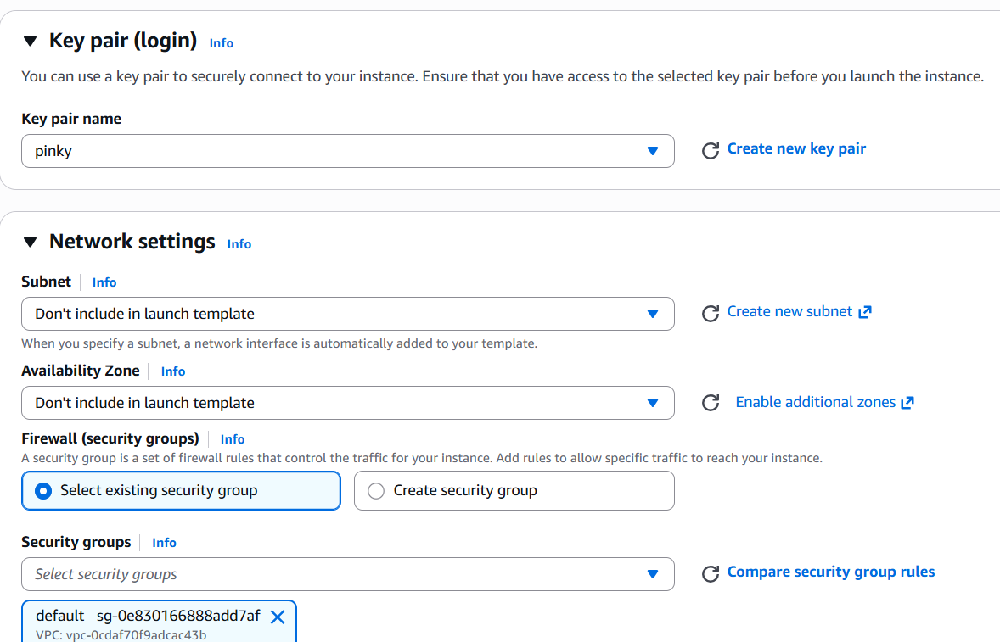 Key pair (login) Info
You can use a key pair to securely connect to your instance. Ensure that you have access to the selected key pair before you launch the instance.
Key pair name
pinky
Create new key pair
Network settings Info
Subnet Info
Don't include in launch template
Create new subnet
When you specify a subnet, a network interface is automatically added to your template.
Availability Zone Info
Don't include in launch template
Enable additional zones
Firewall (security groups) Info
A security group is a set of firewall rules that control the traffic for your instance. Add rules to allow specific traffic to reach your instance.
Select existing security group
Create security group
Security groups Info
Select security groups
Compare security group rules
default sg-0e830166888add7af
VPC: vpc-0cdaf70f9adcac43b